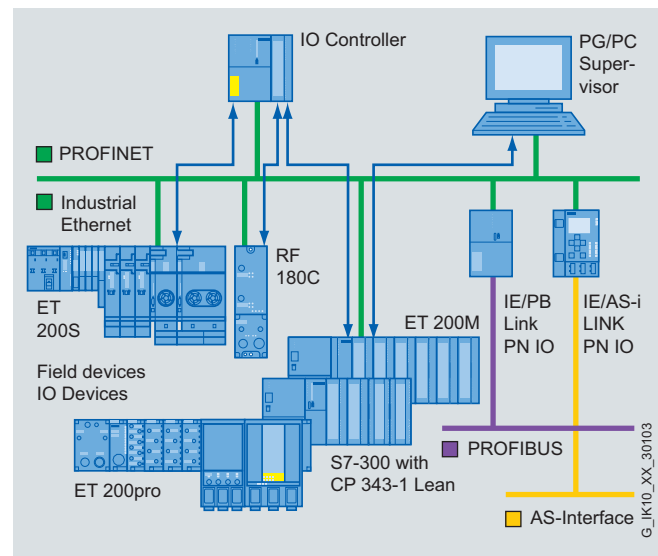 IO Controller
PG/PC
Super-
visor
PROFINET
Industrial
Ethernet
RF
180C
ET
200S
IE/PB
Link
PN IO
IE/AS-i
LINK
PN IO
ET 200M
Field devices
IO Devices
PROFIBUS
S7-300 with
CP 343-1 Lean
ET 200pro
AS-Interface
G_IK10_XX_30103